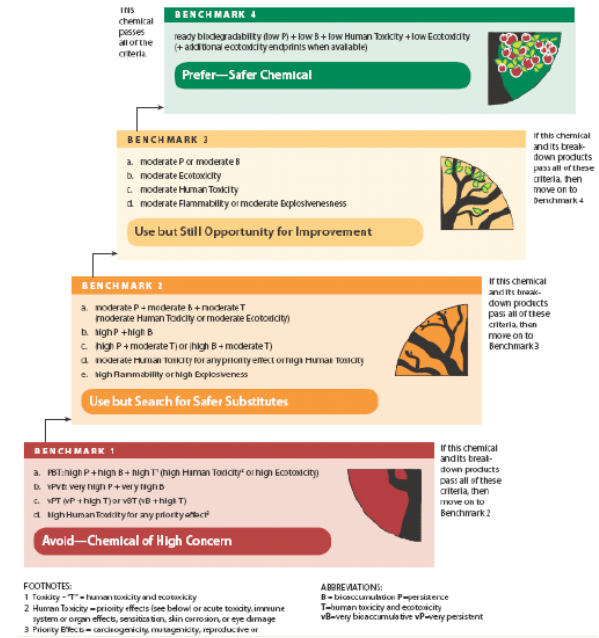 This
chemical
passes
all of the
criteria.
BENCHMARK 4
ready biodegradability (low P) + low B + low Human Toxicity + low Ecotoxicity
(+ additional ecotoxicity endpoints when available)
Prefer—Safer Chemical
BENCHMARK 3
a. moderate P or moderate B
b. moderate Ecotoxicity
c. moderate Human Toxicity
d. moderate Flammability or moderate Explosiveness
Use but Still Opportunity for Improvement
If this chemical
and its break-
down products
pass all of these
criteria, then
move on to
Benchmark 4
BENCHMARK 2
a. moderate P + moderate B + moderate T
(moderate Human Toxicity or moderate Ecotoxicity)
b. high P + high B
c. (high P + moderate T) or (high B + moderate T)
d. moderate Human Toxicity for any priority effect or high Human Toxicity
e. high Flammability or high Explosiveness
Use but Search for Safer Substitutes
If this chemical
and its break-
down products
pass all of these
criteria, then
move on to
Benchmark 3
BENCHMARK 1
a. PBT: high P + high B + high T¹ (high Human Toxicity² or high Ecotoxicity)
b. vPvB: very high P + very high B
c. vPT (vP + high T) or vBT (vB + high T)
d. high Human Toxicity for any priority effect³
Avoid—Chemical of High Concern
If this chemical
and its break-
down products
pass all of these
criteria, then
move on to
Benchmark 2
FOOTNOTES:
1 Toxicity – "T" = human toxicity and ecotoxicity
2 Human Toxicity = priority effects (see below) or acute toxicity, immune
system or organ effects, sensitization, skin corrosion, or eye damage
3 Priority Effects = carcinogenicity, mutagenicity, reproductive or
ABBREVIATIONS:
B = bioaccumulation P=persistence
T=human toxicity and ecotoxicity
vB=very bioaccumulative vP=very persistent